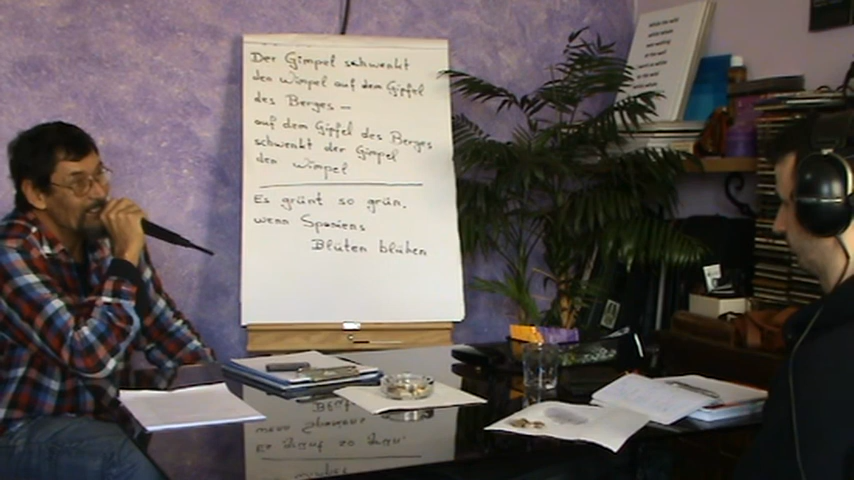 Der Gimpel schwenkt
den Wimpel auf dem Gipfel
des Berges –
auf dem Gipfel des Berges
schwenkt der Gimpel
den Wimpel
Es grünt so grün,
wenn Spaniens
Blüten blühen